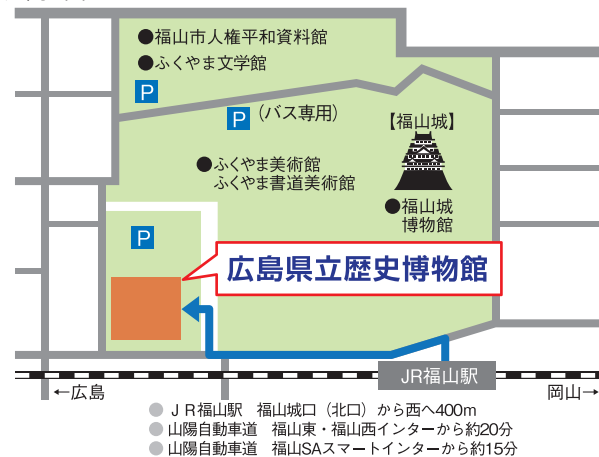 ●福山市人権平和資料館
●ふくやま文学館
P
P (バス専用)
【福山城】
●ふくやま美術館
ふくやま書道美術館
●福山城
博物館
P
広島県立歴史博物館
JR福山駅
←広島
岡山→
● ＪＲ福山駅　福山城口（北口）から西へ400m
● 山陽自動車道　福山東・福山西インターから約20分
● 山陽自動車道　福山SAスマートインターから約15分